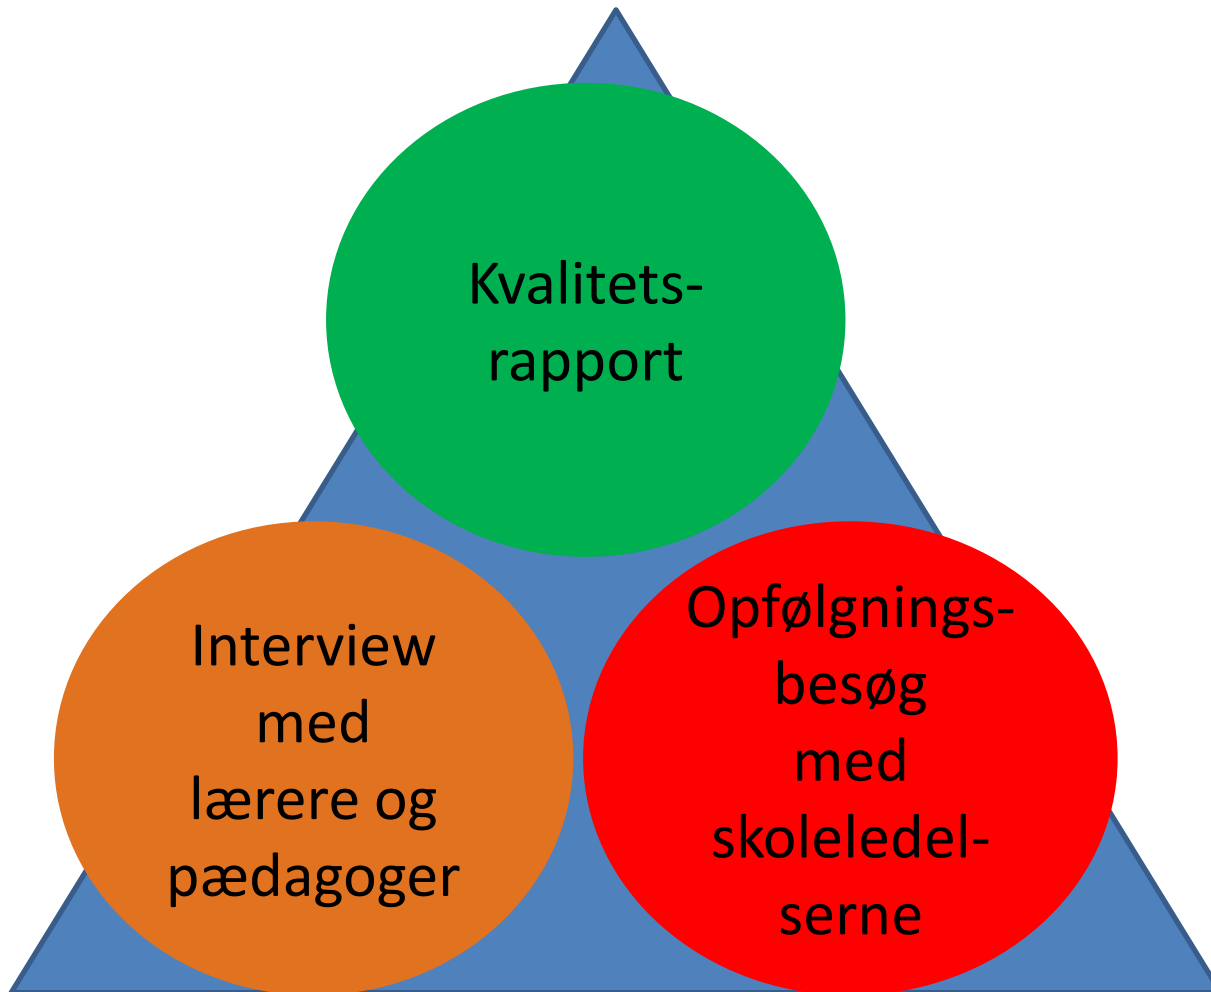 Kvalitets-
rapport
Interview
med
lærere og
pædagoger
Opfølgnings-
besøg
med
skoleledel-
serne